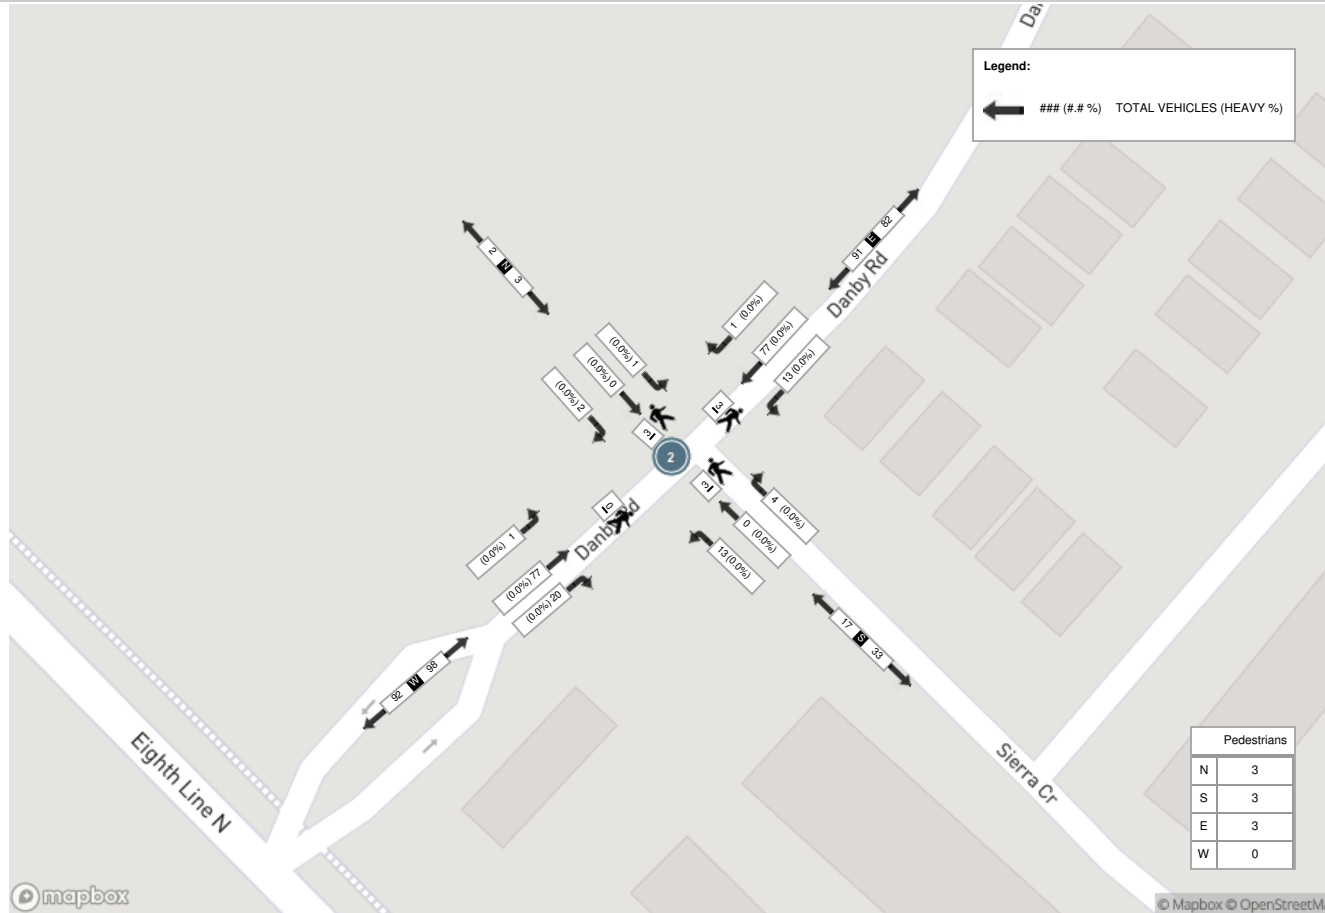 Da
Legend:
### (#.# %) TOTAL VEHICLES (HEAVY %)
2 N 3
91 E 82
Danby Rd
1 (0.0%)
77 (0.0%)
13 (0.0%)
(0.0%) 1
(0.0%) 0
(0.0%) 2
3
3
2
3
0
Danby Rd
4 (0.0%)
0 (0.0%)
13 (0.0%)
(0.0%) 1
(0.0%) 77
(0.0%) 20
17 S 33
92 W 98
Eighth Line N
Sierra Cr
Pedestrians
N 3
S 3
E 3
W 0
mapbox
© Mapbox © OpenStreetM